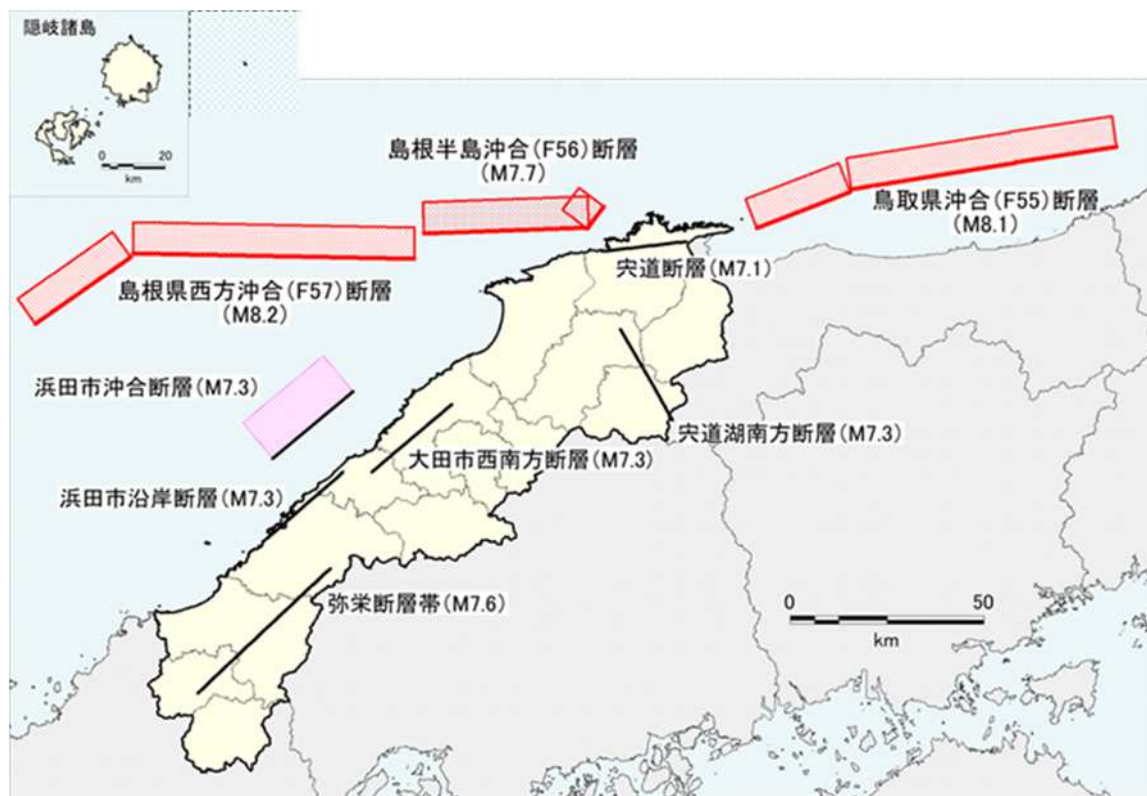 隠岐諸島
0 20
km
島根半島沖合(F56)断層
(M7.7)
鳥取県沖合(F55)断層
(M8.1)
宍道断層(M7.1)
島根県西方沖合(F57)断層
(M8.2)
浜田市沖合断層(M7.3)
宍道湖南方断層(M7.3)
大田市西南方断層(M7.3)
浜田市沿岸断層(M7.3)
弥栄断層帯(M7.6)
0 50
km